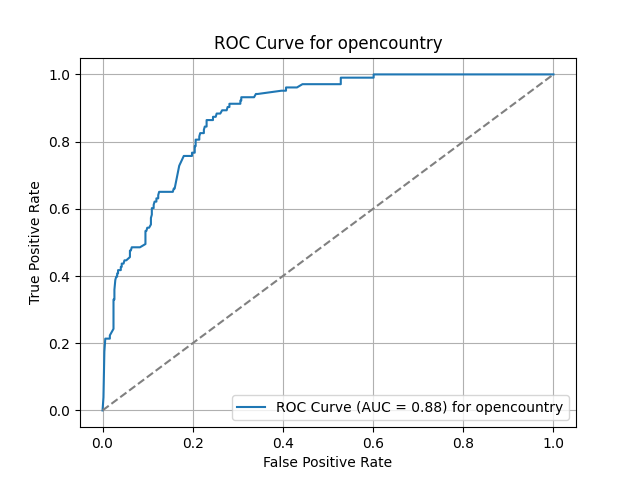 ROC Curve for opencountry
True Positive Rate
1.0
0.8
0.6
0.4
0.2
0.0
ROC Curve (AUC = 0.88) for opencountry
0.0 0.2 0.4 0.6 0.8 1.0
False Positive Rate